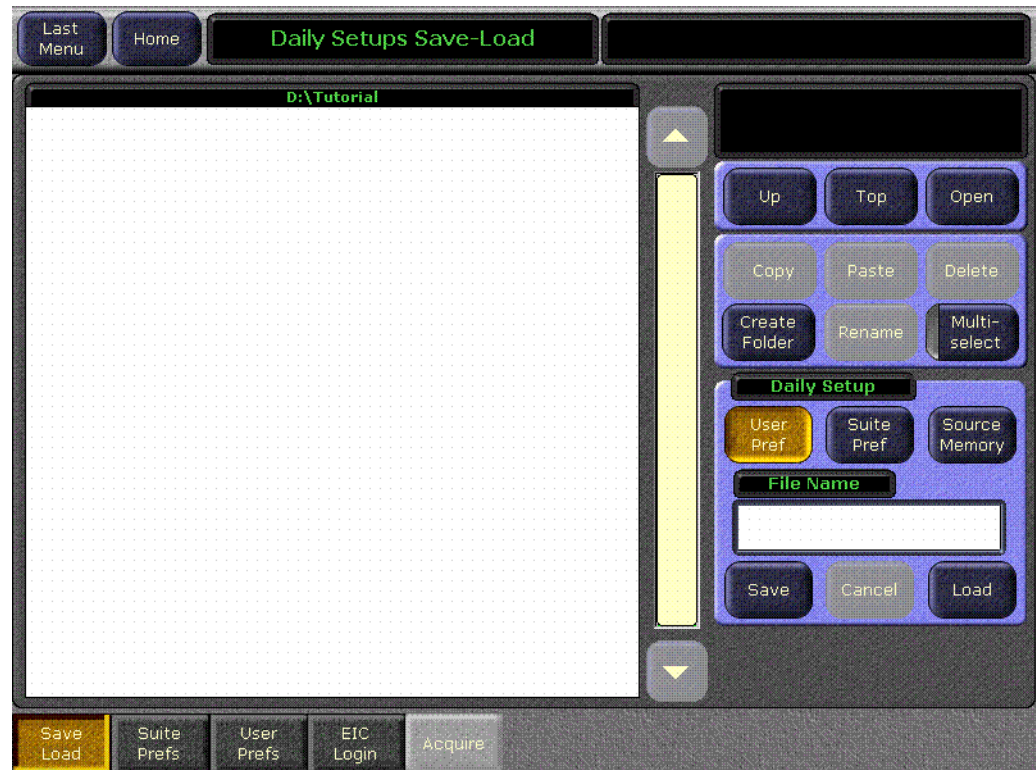 Last
Menu
Home
Daily Setups Save-Load
D:\Tutorial
Up
Top
Open
Copy
Paste
Delete
Create
Folder
Rename
Multi-
select
Daily Setup
User
Pref
Suite
Pref
Source
Memory
File Name
Save
Cancel
Load
Save
Load
Suite
Prefs
User
Prefs
EIC
Login
Acquire